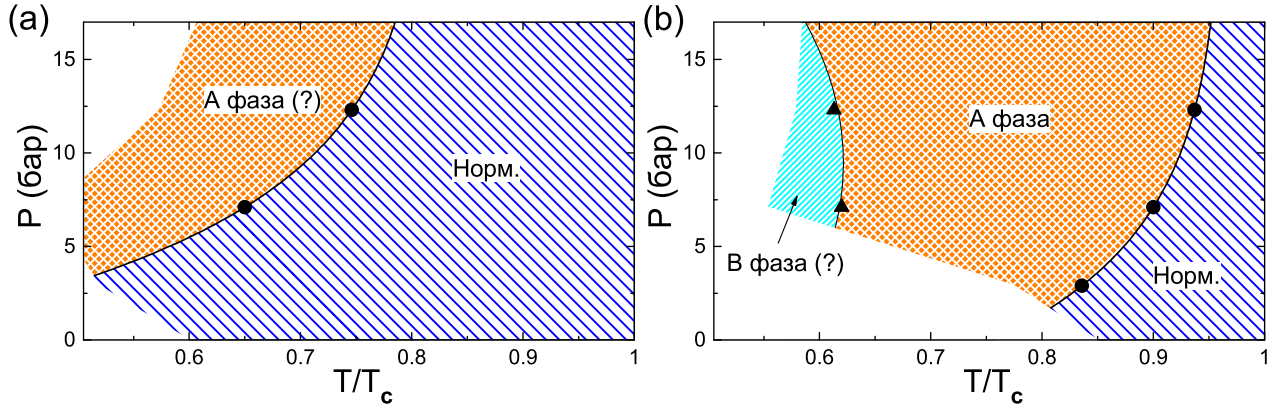 (a)
15
10
5
0
P (бар)
А фаза (?)
Норм.
0.6
0.7
0.8
0.9
1
T/Tc
(b)
15
10
5
0
P (бар)
А фаза
В фаза (?)
Норм.
0.6
0.7
0.8
0.9
1
T/Tc